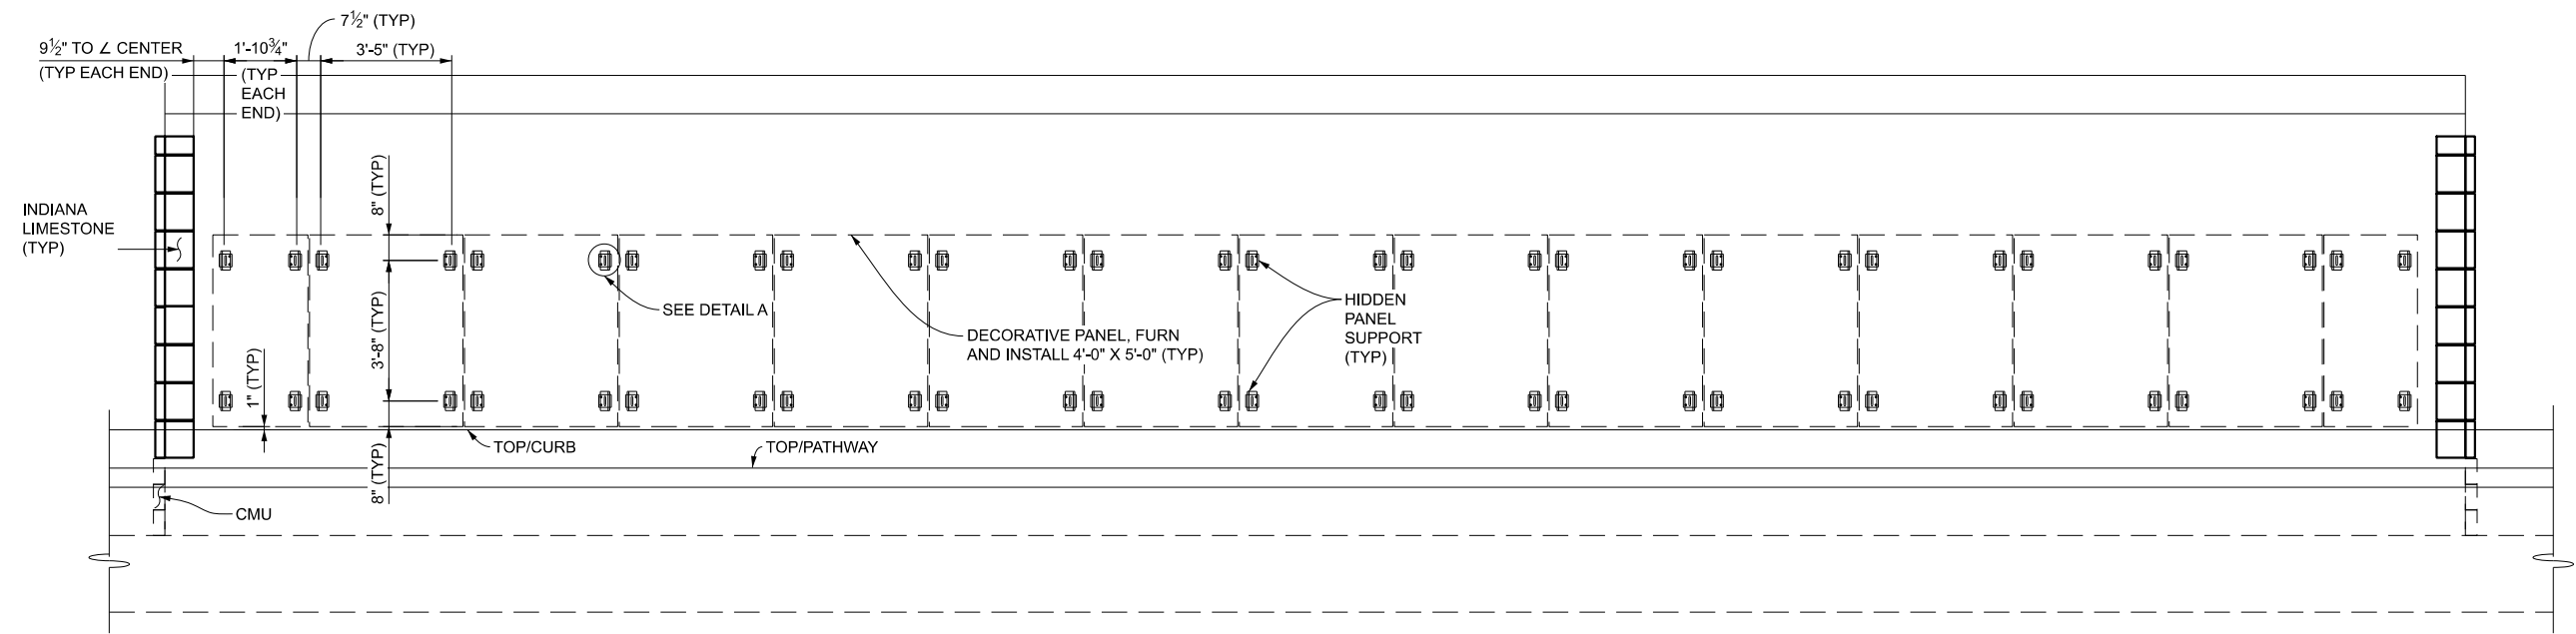 7½" (TYP)
9½" TO ∠ CENTER
(TYP EACH END)
1'-10¾"
(TYP
EACH
END)
3'-5" (TYP)
8" (TYP)
INDIANA
LIMESTONE
(TYP)
3'-8" (TYP)
1" (TYP)
SEE DETAIL A
DECORATIVE PANEL, FURN
AND INSTALL 4'-0" X 5'-0" (TYP)
HIDDEN
PANEL
SUPPORT
(TYP)
TOP/CURB
TOP/PATHWAY
8" (TYP)
CMU